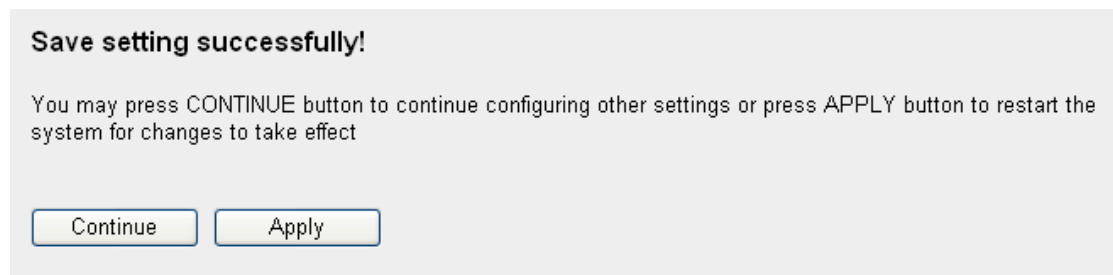 Save setting successfully!
You may press CONTINUE button to continue configuring other settings or press APPLY button to restart the
system for changes to take effect
Continue
Apply